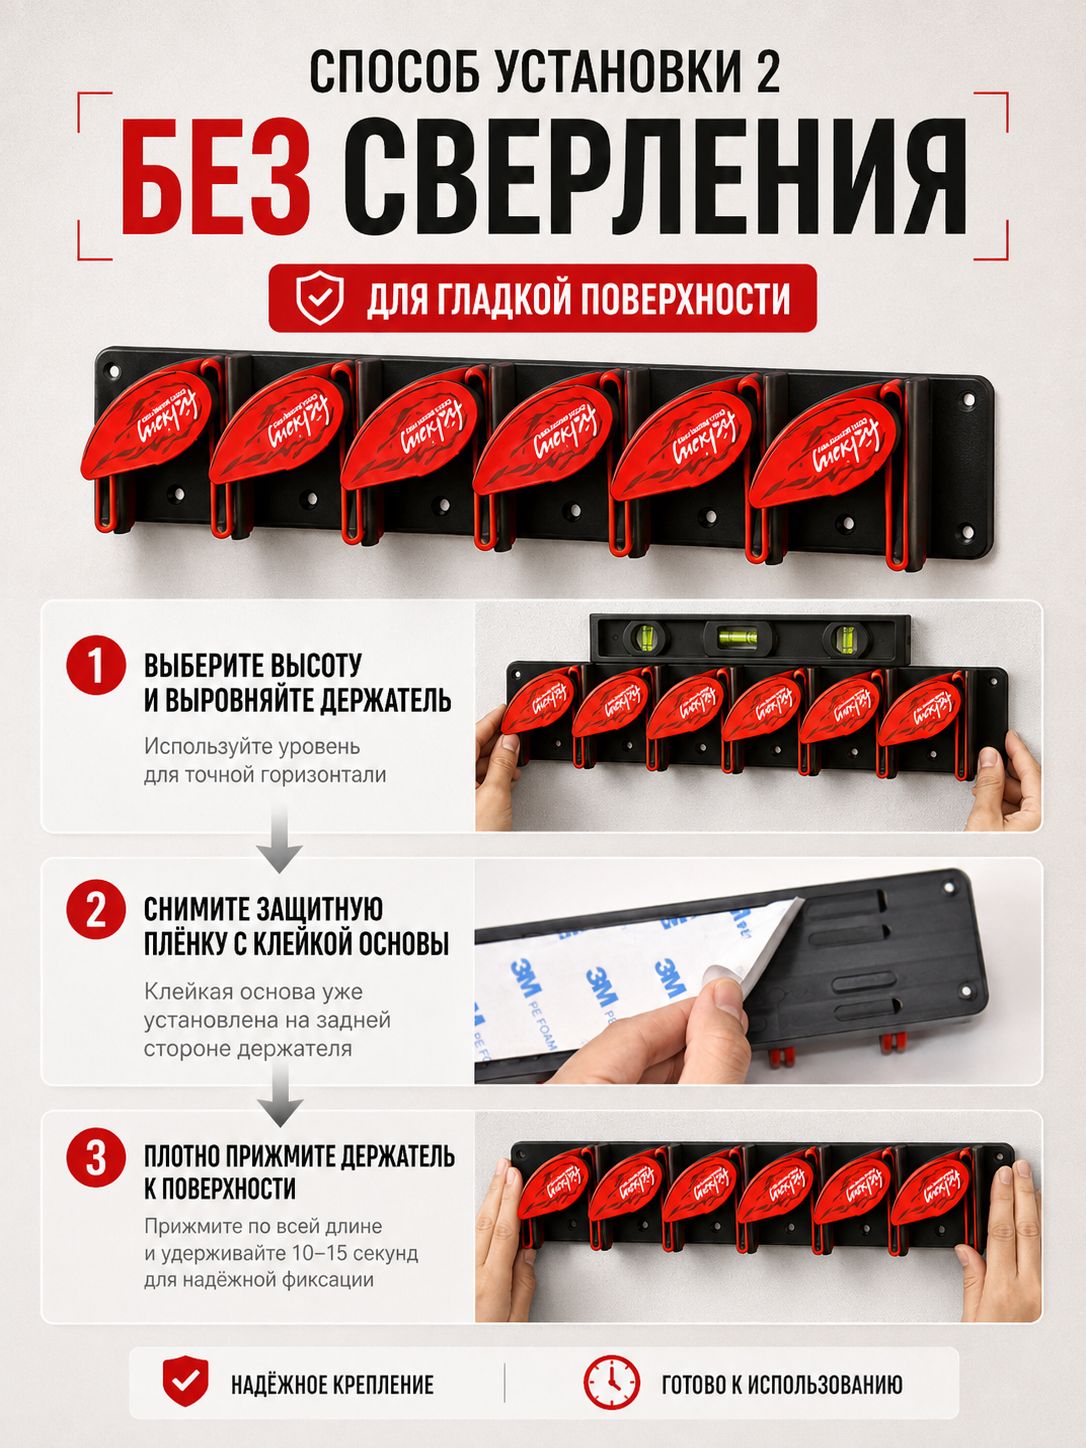 СПОСОБ УСТАНОВКИ 2
БЕЗ СВЕРЛЕНИЯ
ДЛЯ ГЛАДКОЙ ПОВЕРХНОСТИ
1
ВЫБЕРИТЕ ВЫСОТУ
И ВЫРОВНЯЙТЕ ДЕРЖАТЕЛЬ
Используйте уровень
для точной горизонтали
2
СНИМИТЕ ЗАЩИТНУЮ
ПЛЁНКУ С КЛЕЙКОЙ ОСНОВЫ
Клейкая основа уже
установлена на задней
стороне держателя
3M PE FOAM
3M
3M
3
ПЛОТНО ПРИЖМИТЕ ДЕРЖАТЕЛЬ
К ПОВЕРХНОСТИ
Прижмите по всей длине
и удерживайте 10–15 секунд
для надёжной фиксации
НАДЁЖНОЕ КРЕПЛЕНИЕ
ГОТОВО К ИСПОЛЬЗОВАНИЮ